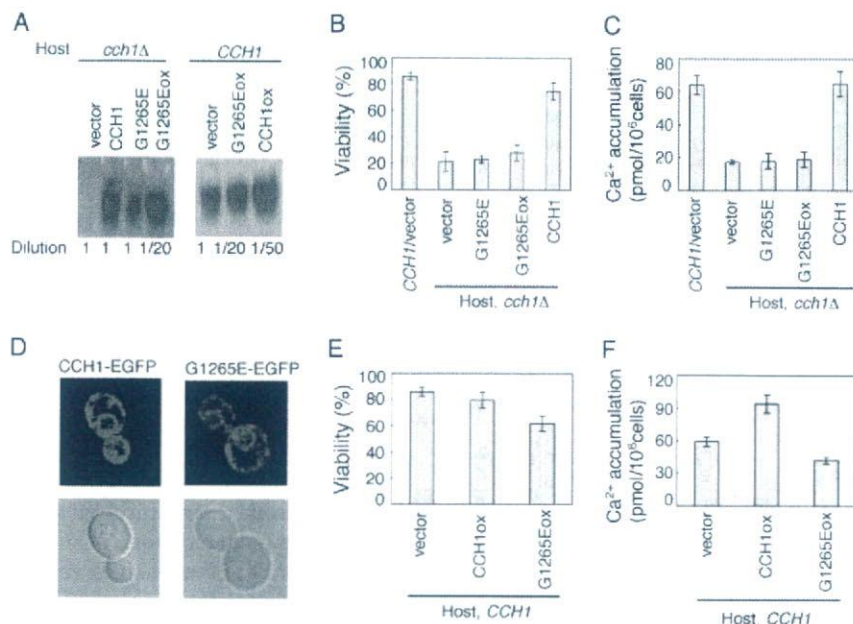 A
Host
cch1Δ
CCH1
vector
CCH1
G1265E
G1265Eox
vector
G1265Eox
CCH1ox
Dilution 1 1 1 1/20 1 1/20 1/50
B
Viability (%)
100
80
60
40
20
0
CCH1/vector
vector
G1265E
G1265Eox
CCH1
Host, cch1Δ
C
Ca²⁺ accumulation
(pmol/10⁶cells)
80
60
40
20
0
CCH1/vector
vector
G1265E
G1265Eox
CCH1
Host, cch1Δ
D
CCH1-EGFP
G1265E-EGFP
E
Viability (%)
100
80
60
40
20
0
vector
CCH1ox
G1265Eox
Host, CCH1
F
Ca²⁺ accumulation
(pmol/10⁶cells)
120
90
60
30
0
vector
CCH1ox
G1265Eox
Host, CCH1